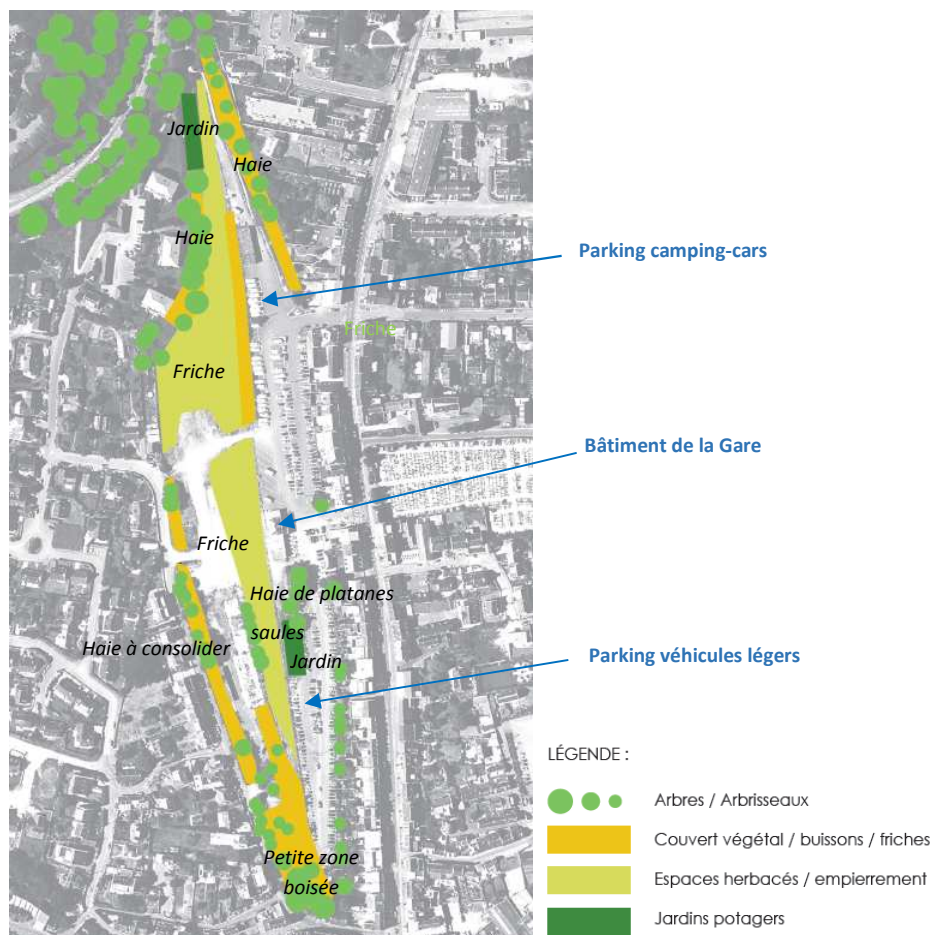 Jardin
Haie
Haie
Parking camping-cars
Friche
Friche
Bâtiment de la Gare
Friche
Haie de platanes
saules
Haie à consolider
Jardin
Parking véhicules légers
LÉGENDE :
Arbres / Arbrisseaux
Couvert végétal / buissons / friches
Petite zone
boisée
Espaces herbacés / empierrement
Jardins potagers